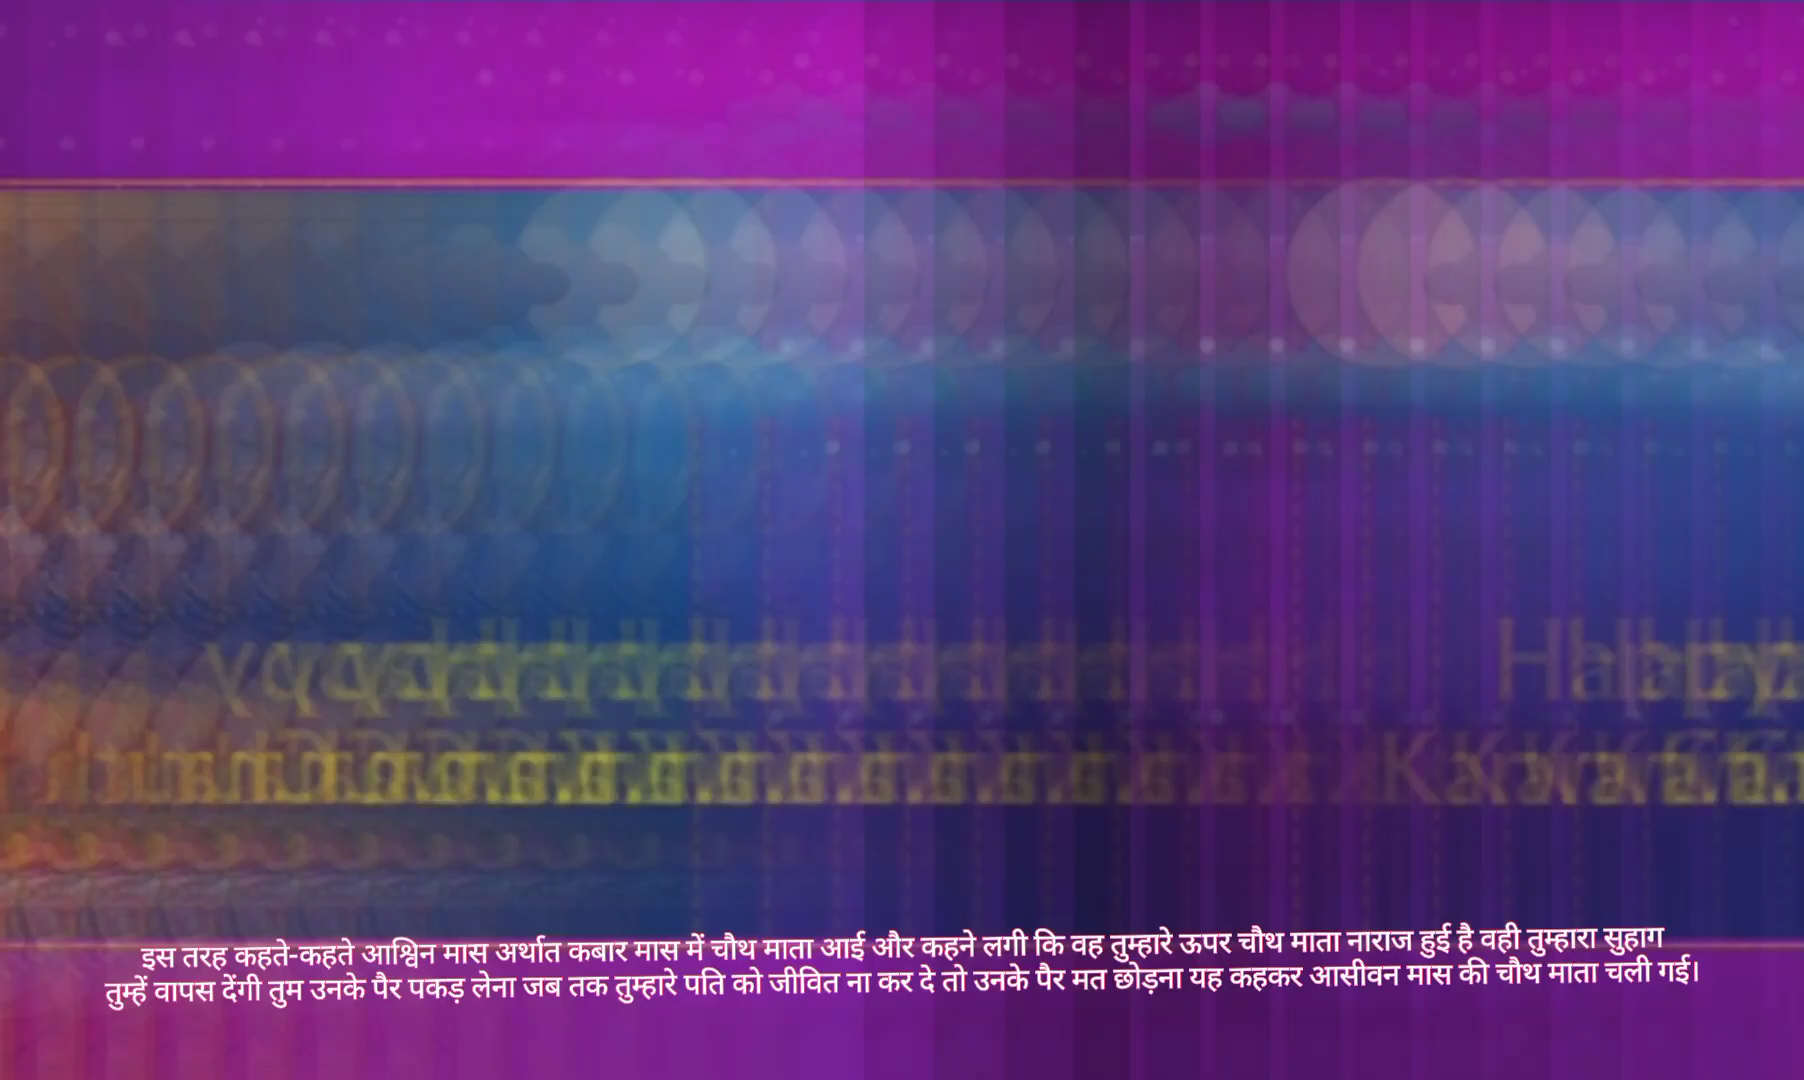 इस तरह कहते-कहते आश्विन मास अर्थात कबार मास में चौथ माता आई और कहने लगी कि वह तुम्हारे ऊपर चौथ माता नाराज हुई है वही तुम्हारा सुहाग
तुम्हें वापस देंगी तुम उनके पैर पकड़ लेना जब तक तुम्हारे पति को जीवित ना कर दे तो उनके पैर मत छोड़ना यह कहकर आसीवन मास की चौथ माता चली गई।